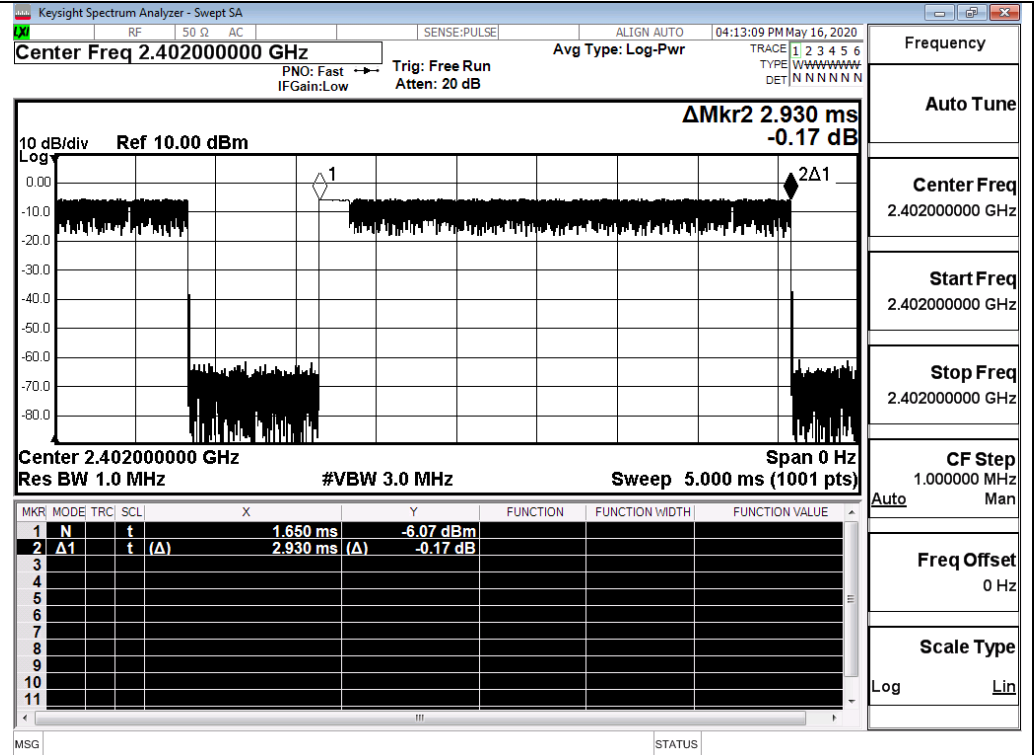 Keysight Spectrum Analyzer - Swept SA
LXI RF 50 Ω AC SENSE:PULSE ALIGN AUTO 04:13:09 PM May 16, 2020
Center Freq 2.402000000 GHz
PNO: Fast
IFGain:Low
Trig: Free Run
Atten: 20 dB
Avg Type: Log-Pwr
TRACE 1 2 3 4 5 6
TYPE WWWWWW
DET N N N N N N
ΔMkr2 2.930 ms
-0.17 dB
10 dB/div Ref 10.00 dBm
Log
1
2Δ1
0.00
-10.0
-20.0
-30.0
-40.0
-50.0
-60.0
-70.0
-80.0
Center 2.402000000 GHz Span 0 Hz
Res BW 1.0 MHz #VBW 3.0 MHz Sweep 5.000 ms (1001 pts)
MKR MODE TRC SCL X Y FUNCTION FUNCTION WIDTH FUNCTION VALUE
1 N t 1.650 ms -6.07 dBm
2 Δ1 t (Δ) 2.930 ms (Δ) -0.17 dB
3
4
5
6
7
8
9
10
11
MSG STATUS
Frequency
Auto Tune
Center Freq
2.402000000 GHz
Start Freq
2.402000000 GHz
Stop Freq
2.402000000 GHz
CF Step
1.000000 MHz
Auto Man
Freq Offset
0 Hz
Scale Type
Log Lin